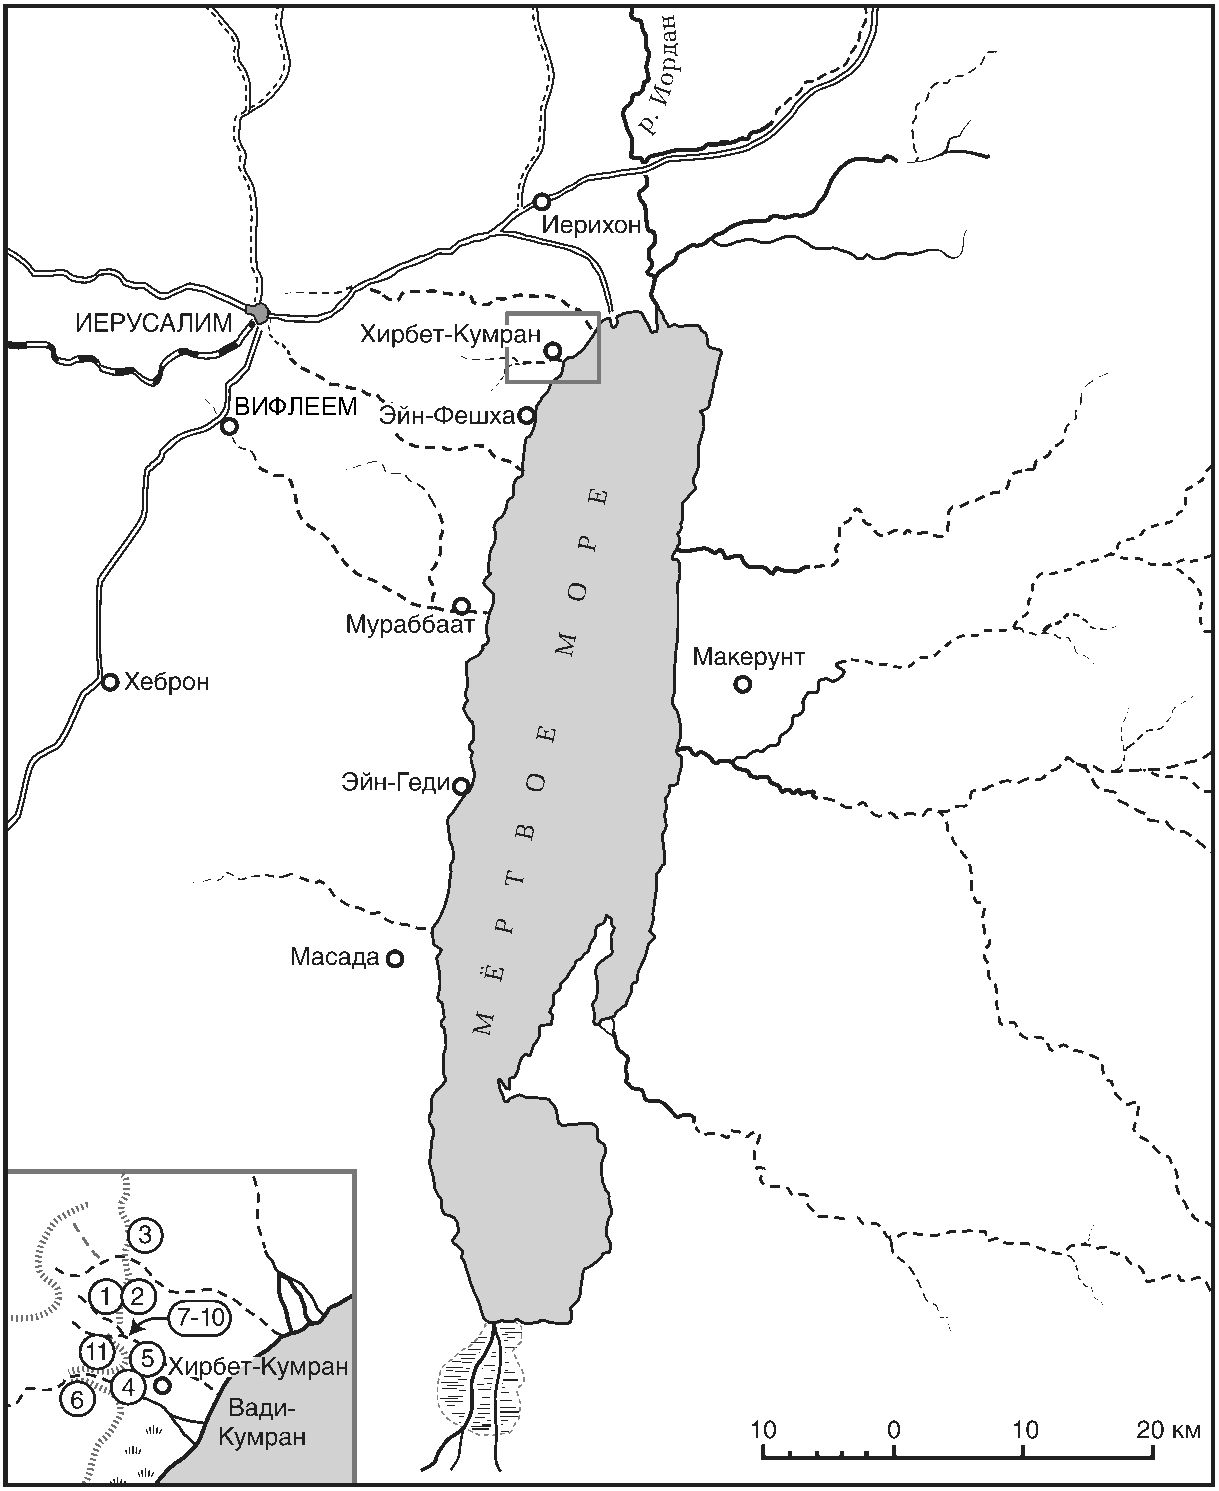 р. Иордан
Иерихон
ИЕРУСАЛИМ
Хирбет-Кумран
ВИФЛЕЕМ
Эйн-Фешха
МЁРТВОЕ МОРЕ
Мураббаат
Макерунт
Хеброн
Эйн-Геди
Масада
3
1
2
7-10
11
5
Хирбет-Кумран
4
6
Вади-
Кумран
10 0 10 20 км